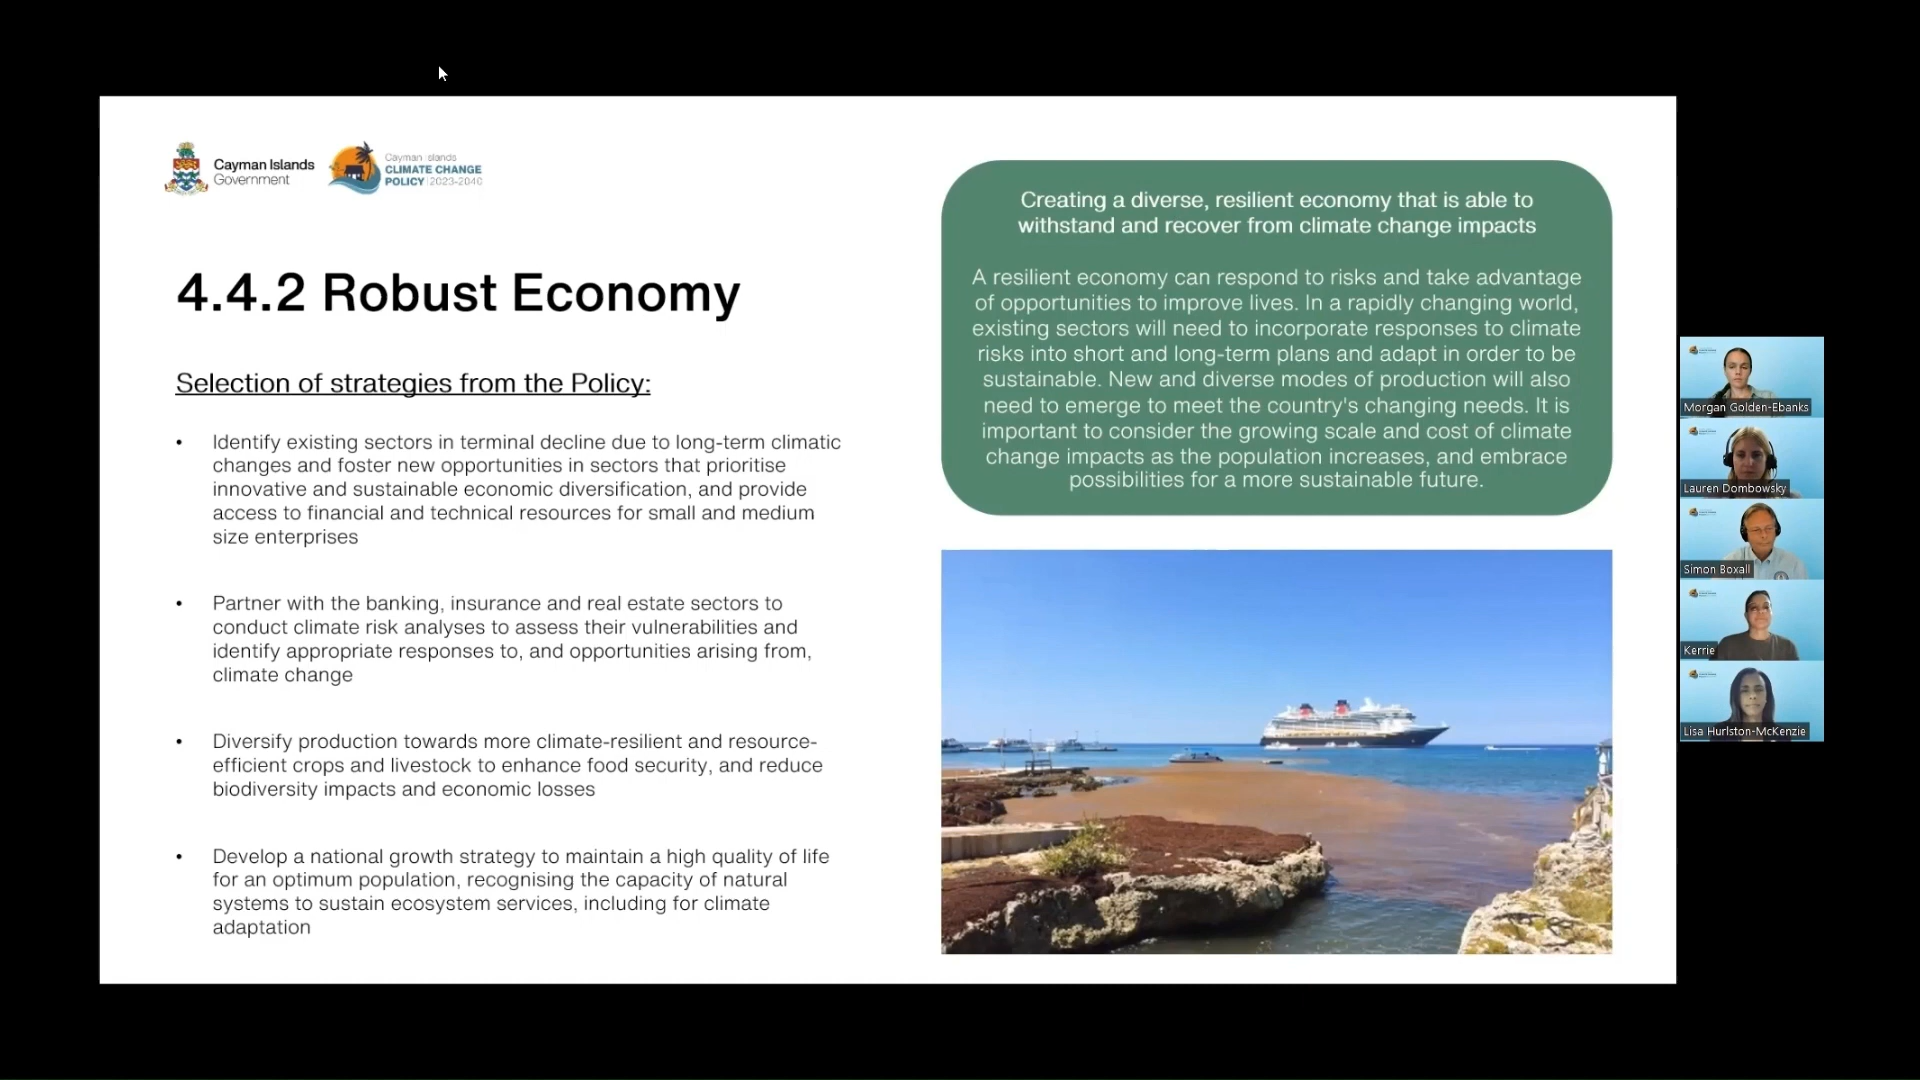 Cayman Islands
Government
Cayman Islands
CLIMATE CHANGE
POLICY | 2023-2040
4.4.2 Robust Economy
Selection of strategies from the Policy:
• Identify existing sectors in terminal decline due to long-term climatic
changes and foster new opportunities in sectors that prioritise
innovative and sustainable economic diversification, and provide
access to financial and technical resources for small and medium
size enterprises
• Partner with the banking, insurance and real estate sectors to
conduct climate risk analyses to assess their vulnerabilities and
identify appropriate responses to, and opportunities arising from,
climate change
• Diversify production towards more climate-resilient and resource-
efficient crops and livestock to enhance food security, and reduce
biodiversity impacts and economic losses
• Develop a national growth strategy to maintain a high quality of life
for an optimum population, recognising the capacity of natural
systems to sustain ecosystem services, including for climate
adaptation
Creating a diverse, resilient economy that is able to
withstand and recover from climate change impacts
A resilient economy can respond to risks and take advantage
of opportunities to improve lives. In a rapidly changing world,
existing sectors will need to incorporate responses to climate
risks into short and long-term plans and adapt in order to be
sustainable. New and diverse modes of production will also
need to emerge to meet the country's changing needs. It is
important to consider the growing scale and cost of climate
change impacts as the population increases, and embrace
possibilities for a more sustainable future.
Morgan Golden-Ebanks
Lauren Dombowsky
Simon Boxall
Kerrie
Lisa Hurlston-McKenzie